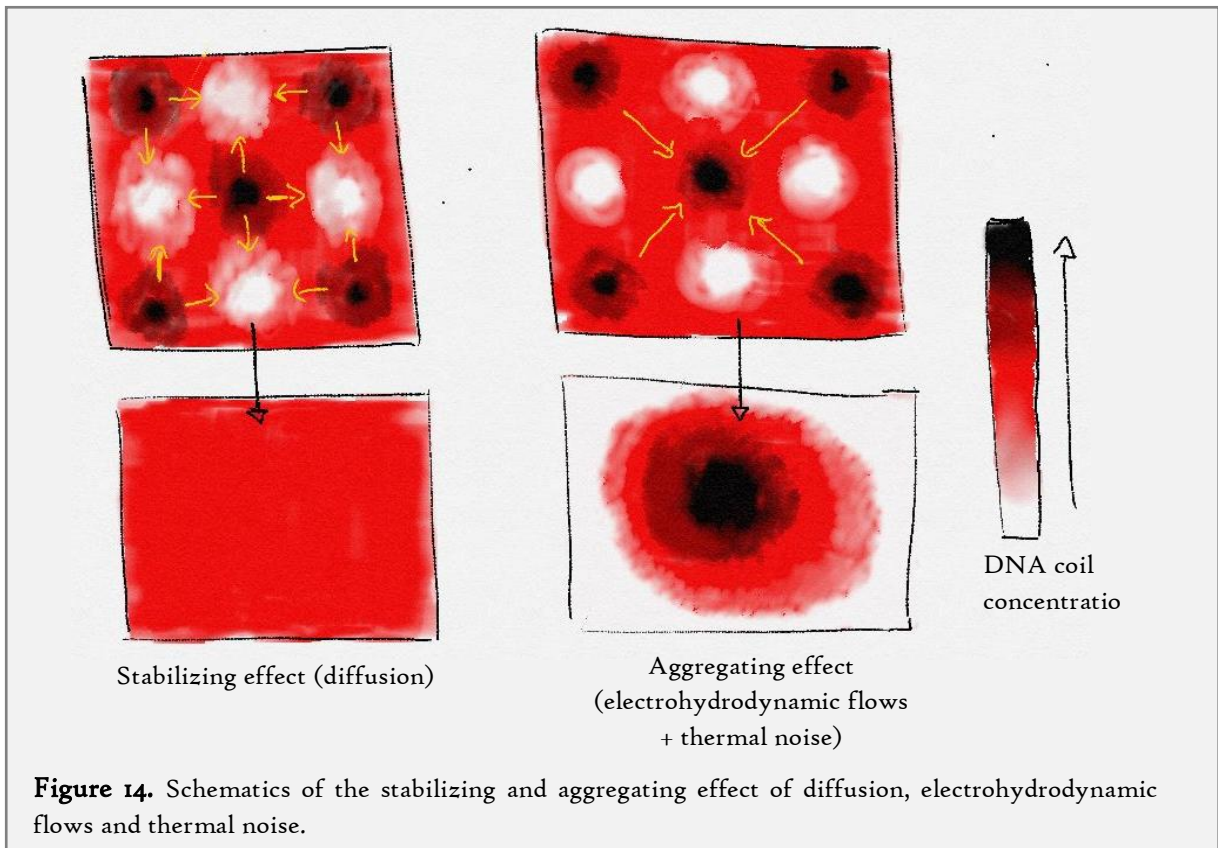 DNA coil
concentratio
Stabilizing effect (diffusion)
Aggregating effect
(electrohydrodynamic flows
+ thermal noise)
Figure 14. Schematics of the stabilizing and aggregating effect of diffusion, electrohydrodynamic
flows and thermal noise.